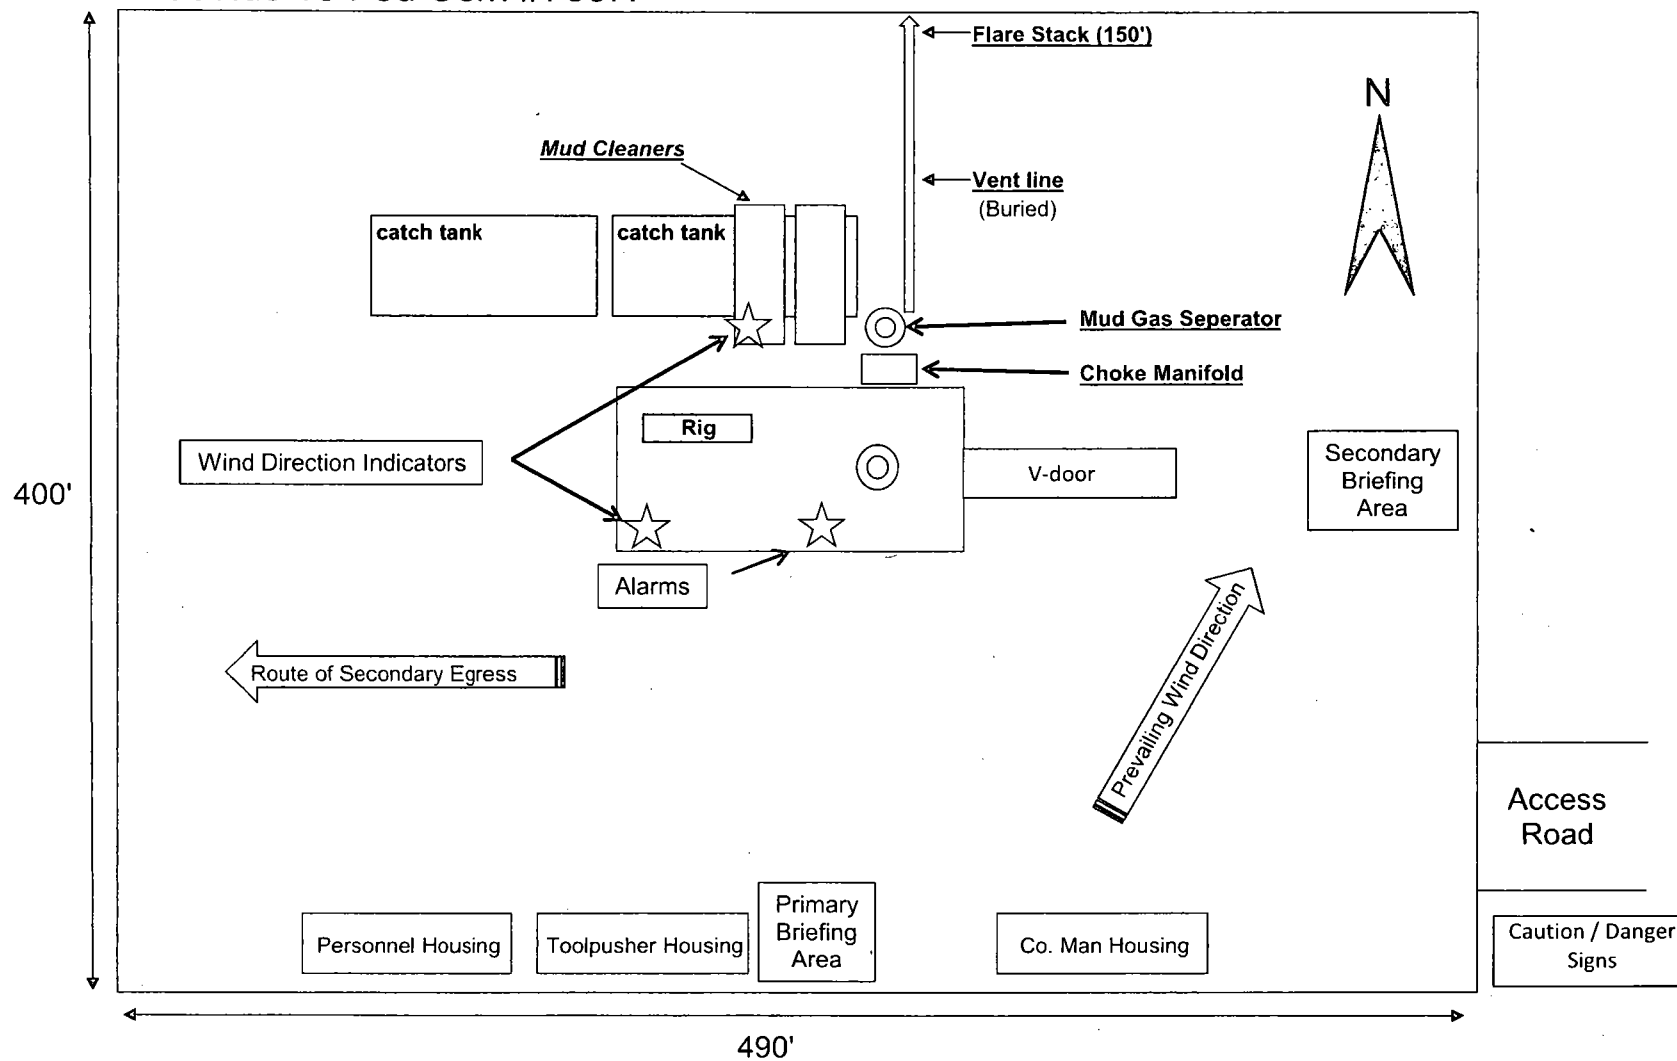 Flare Stack (150')
N
Mud Cleaners
Vent line
(Buried)
catch tank
catch tank
Mud Gas Seperator
Choke Manifold
Rig
Wind Direction Indicators
V-door
Secondary
Briefing
Area
400'
Alarms
Prevailing Wind Direction
Route of Secondary Egress
Access
Road
Primary
Briefing
Area
Personnel Housing
Toolpusher Housing
Co. Man Housing
Caution / Danger
Signs
490'